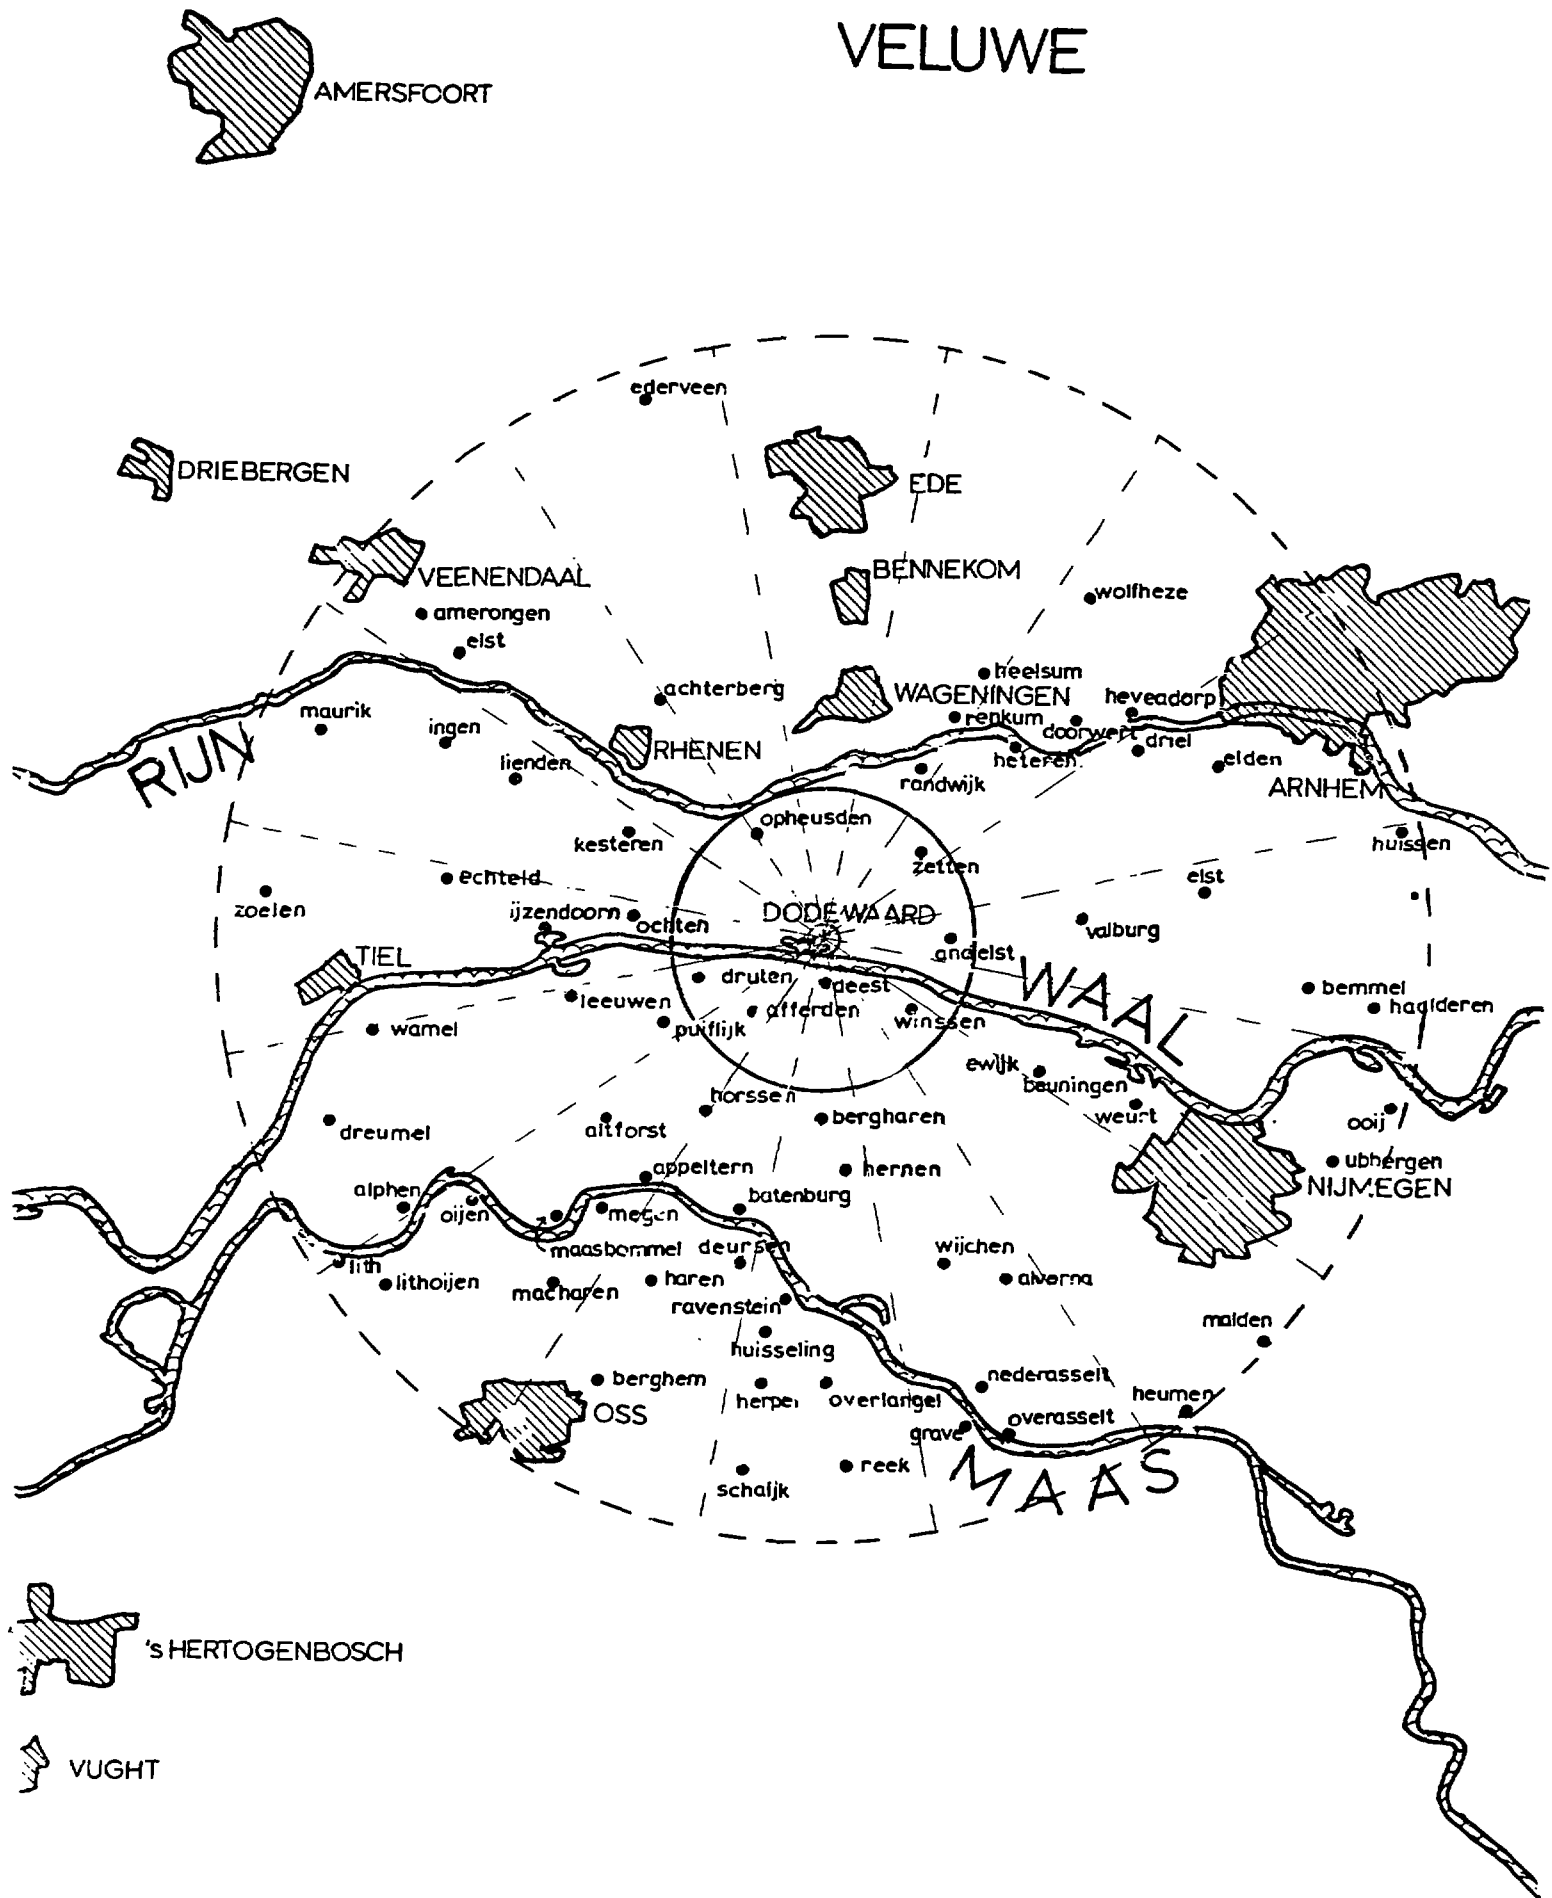 VELUWE
AMERSFOORT
ederveen
DRIEBERGEN
EDE
VEENENDAAL
BENNEKOM
wolfheze
amerongen
elst
heelsum
achterberg
WAGENINGEN
heveadorp
maurik
renkum
ingen
doorwert
RIJN
RHENEN
driel
lienden
heteren
elden
randwijk
ARNHEM
opheusden
kesteren
huissen
zetten
echteld
elst
zoelen
ijzendoorn
ochten
DODEWAARD
valburg
TIEL
andelst
WAAL
druten
deest
bemmel
leeuwen
afferden
haalderen
wamel
puiflijk
winssen
ewijk
beuningen
horssen
weurt
dreumel
altforst
bergharen
ooij
appeltern
hernen
ubbergen
alphen
NIJMEGEN
oijen
megen
batenburg
maasbommel
deursen
wijchen
lith
lithoijen
macharen
haren
alverna
ravenstein
malden
huisseling
berghem
nederasselt
herpen
overlangel
heumen
OSS
overasselt
grave
reek
MAAS
schaijk
's HERTOGENBOSCH
VUGHT